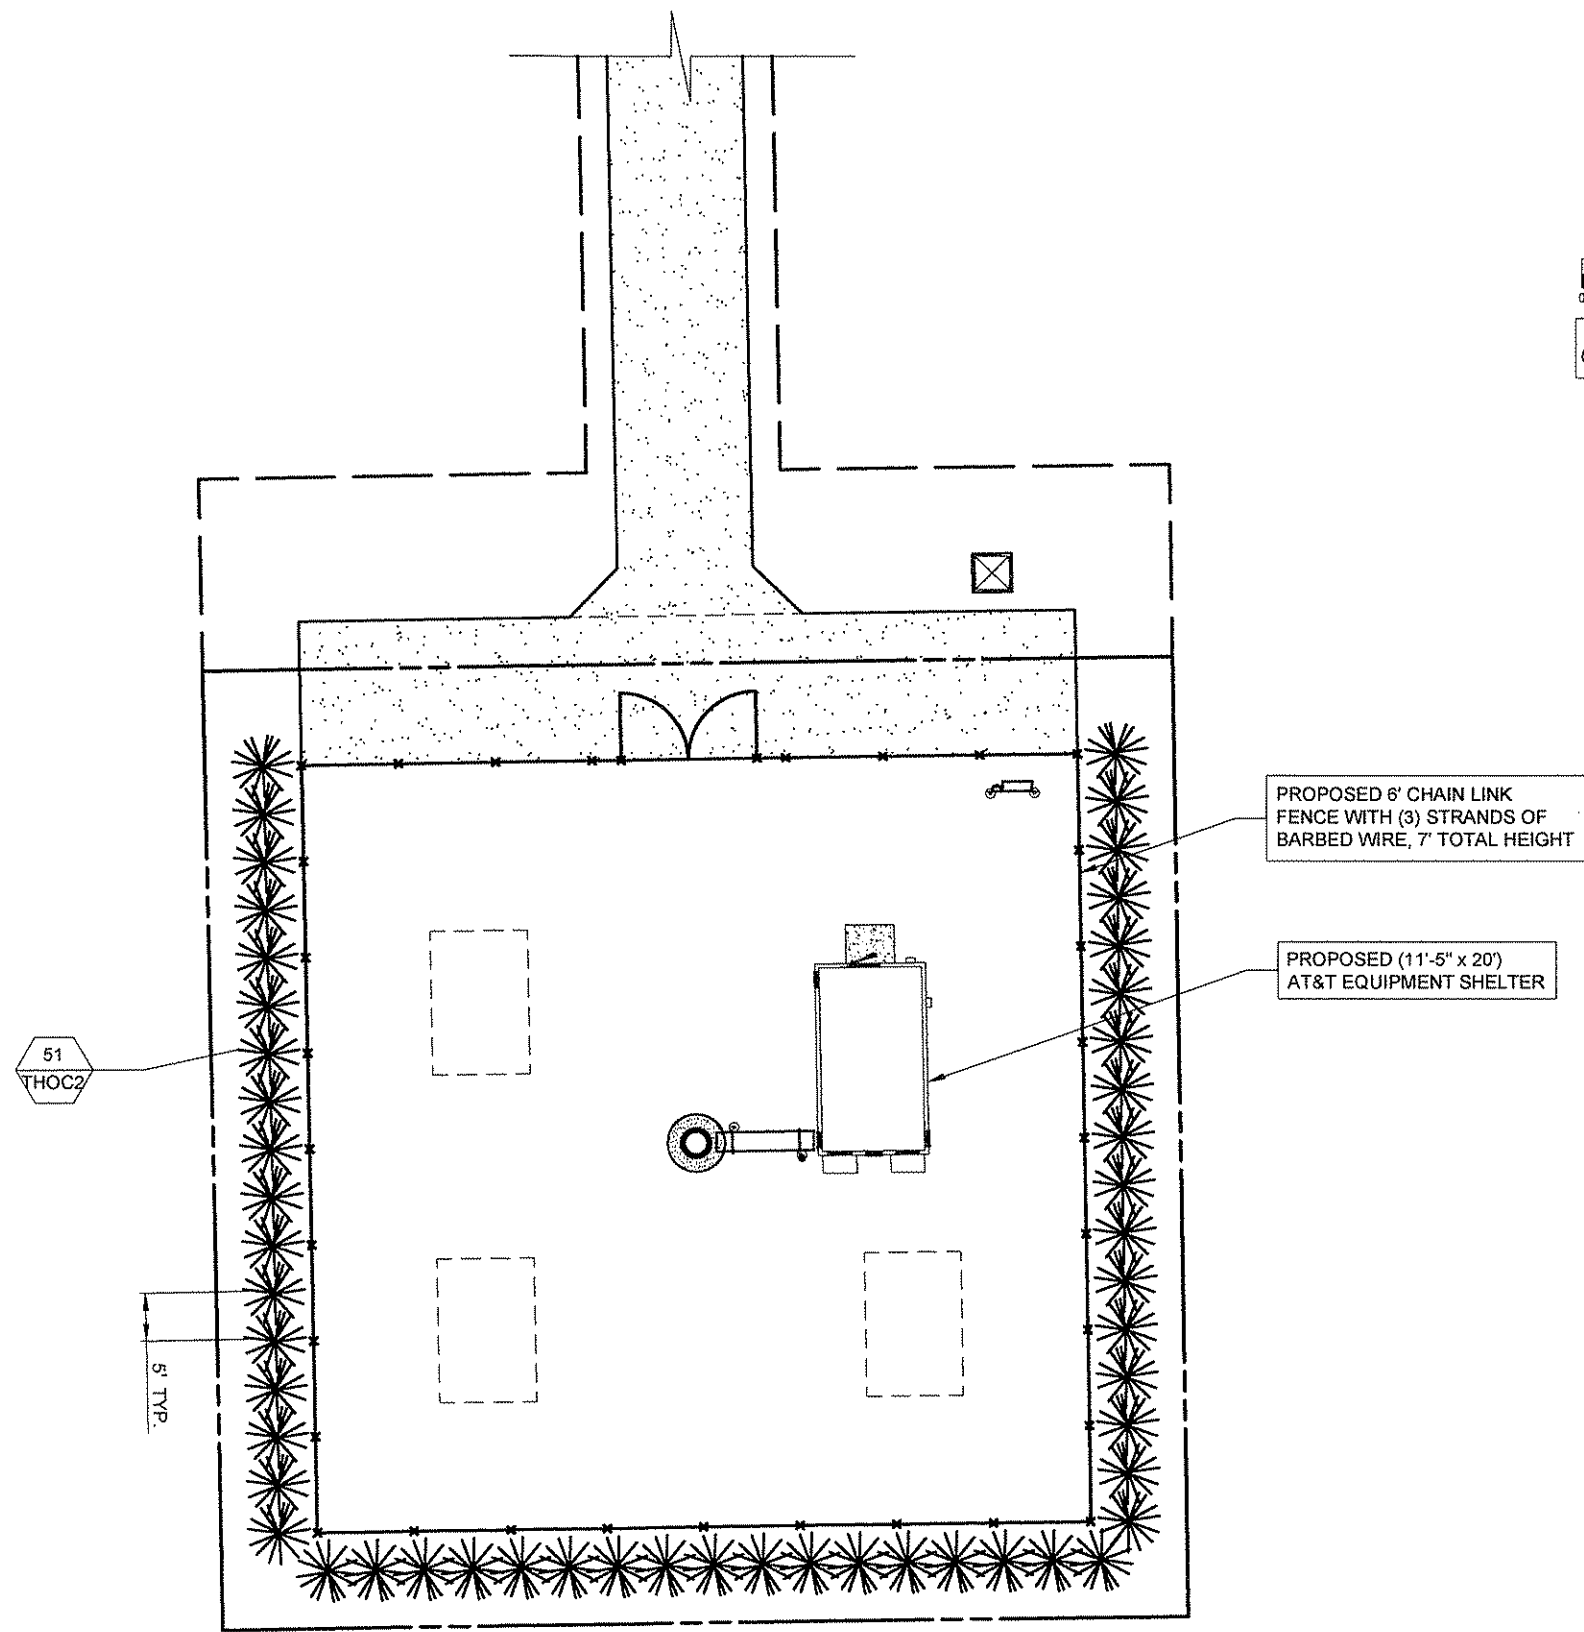 PROPOSED 6' CHAIN LINK
FENCE WITH (3) STRANDS OF
BARBED WIRE, 7' TOTAL HEIGHT
PROPOSED (11'-5" x 20')
AT&T EQUIPMENT SHELTER
51
THOC2
5' TYP.